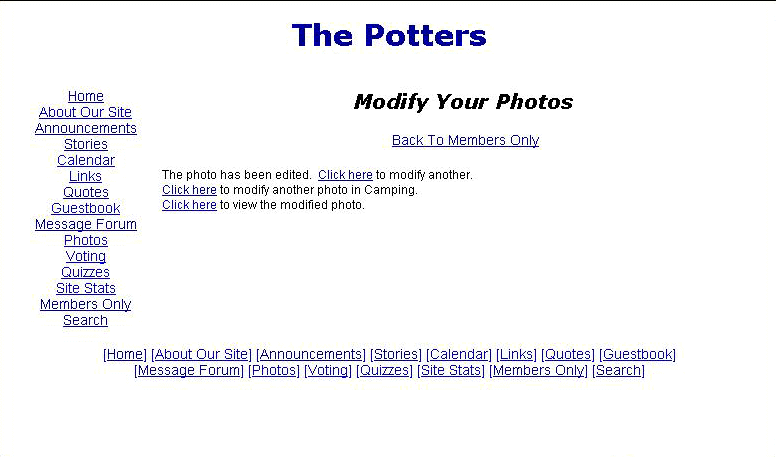 The Potters
Home
About Our Site
Announcements
Stories
Calendar
Links
Quotes
Guestbook
Message Forum
Photos
Voting
Quizzes
Site Stats
Members Only
Search
Modify Your Photos
Back To Members Only
The photo has been edited.  Click here to modify another.
Click here to modify another photo in Camping.
Click here to view the modified photo.
[Home] [About Our Site] [Announcements] [Stories] [Calendar] [Links] [Quotes] [Guestbook]
[Message Forum] [Photos] [Voting] [Quizzes] [Site Stats] [Members Only] [Search]